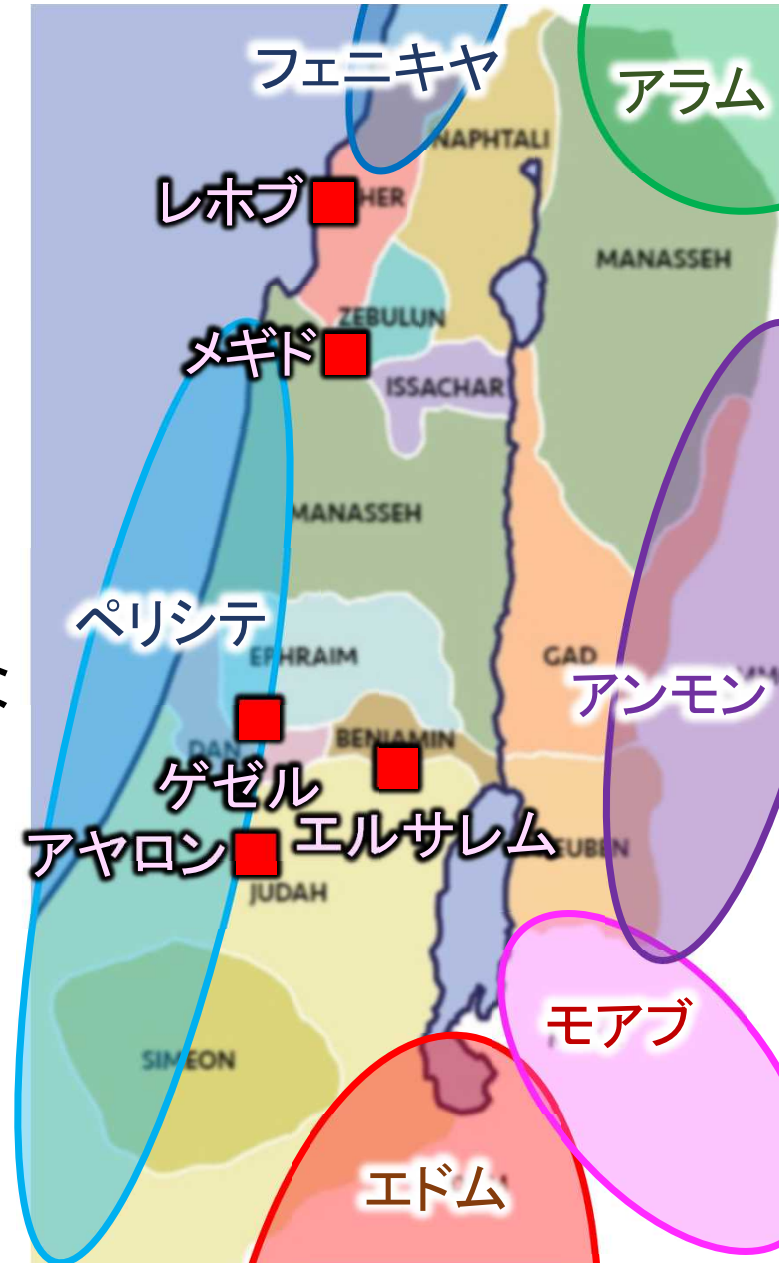 フェニキヤ
アラム
NAPHTALI
レホブ
HER
MANASSEH
ZEBULUN
メギド
ISSACHAR
MANASSEH
ペリシテ
EPHRAIM
GAD
アンモン
DAN
BENJAMIN
ゲゼル
エルサレム
アヤロン
EUBEN
JUDAH
モアブ
SIMEON
エドム